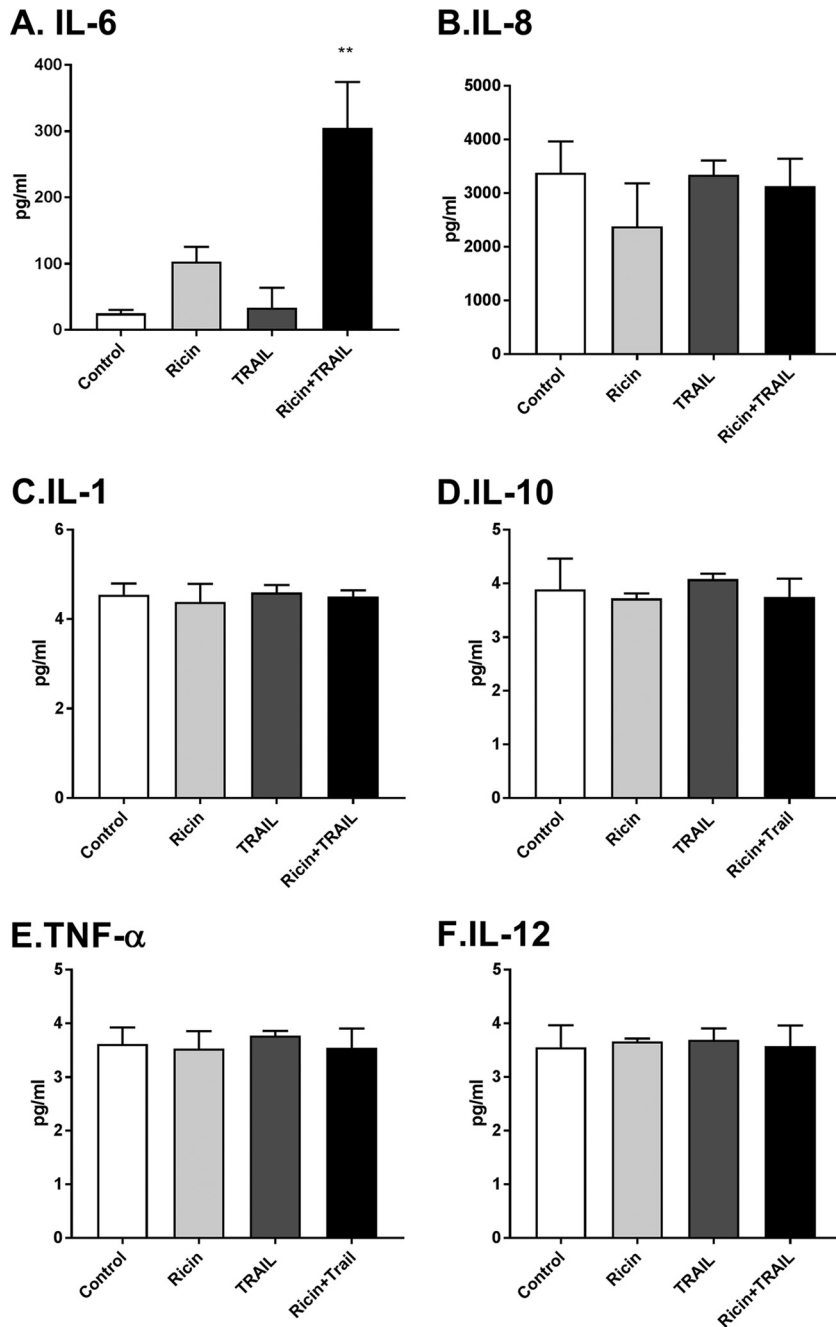 A. IL-6
**
400
300
200
100
0
pg/ml
Control
Ricin
TRAIL
Ricin+TRAIL
B.IL-8
5000
4000
3000
2000
1000
0
pg/ml
Control
Ricin
TRAIL
Ricin+TRAIL
C.IL-1
6
4
2
0
pg/ml
Control
Ricin
TRAIL
Ricin+TRAIL
D.IL-10
5
4
3
2
1
0
pg/ml
Control
Ricin
TRAIL
Ricin+Trail
E.TNF-α
5
4
3
2
1
0
pg/ml
Control
Ricin
TRAIL
Ricin+Trail
F.IL-12
5
4
3
2
1
0
pg/ml
Control
Ricin
TRAIL
Ricin+TRAIL